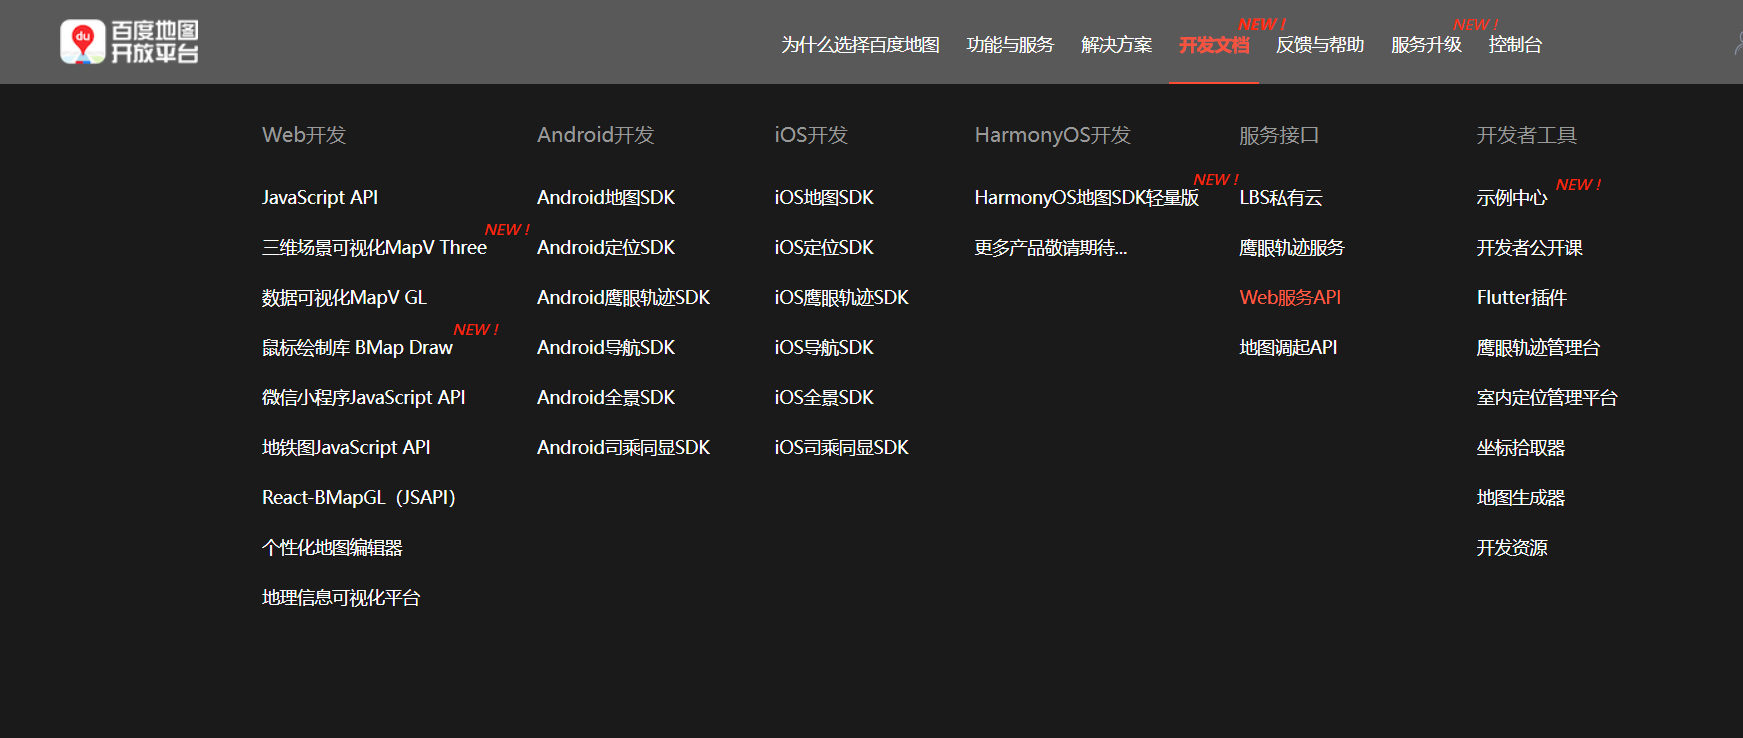 du 百度地图
开放平台
为什么选择百度地图 功能与服务 解决方案 开发文档 NEW ! 反馈与帮助 服务升级 NEW ! 控制台
Web开发
JavaScript API
三维场景可视化MapV Three NEW !
数据可视化MapV GL
鼠标绘制库 BMap Draw NEW !
微信小程序JavaScript API
地铁图JavaScript API
React-BMapGL（JSAPI）
个性化地图编辑器
地理信息可视化平台
Android开发
Android地图SDK
Android定位SDK
Android鹰眼轨迹SDK
Android导航SDK
Android全景SDK
Android司乘同显SDK
iOS开发
iOS地图SDK
iOS定位SDK
iOS鹰眼轨迹SDK
iOS导航SDK
iOS全景SDK
iOS司乘同显SDK
HarmonyOS开发
HarmonyOS地图SDK轻量版 NEW !
更多产品敬请期待...
服务接口
LBS私有云
鹰眼轨迹服务
Web服务API
地图调起API
开发者工具
示例中心 NEW !
开发者公开课
Flutter插件
鹰眼轨迹管理台
室内定位管理平台
坐标拾取器
地图生成器
开发资源